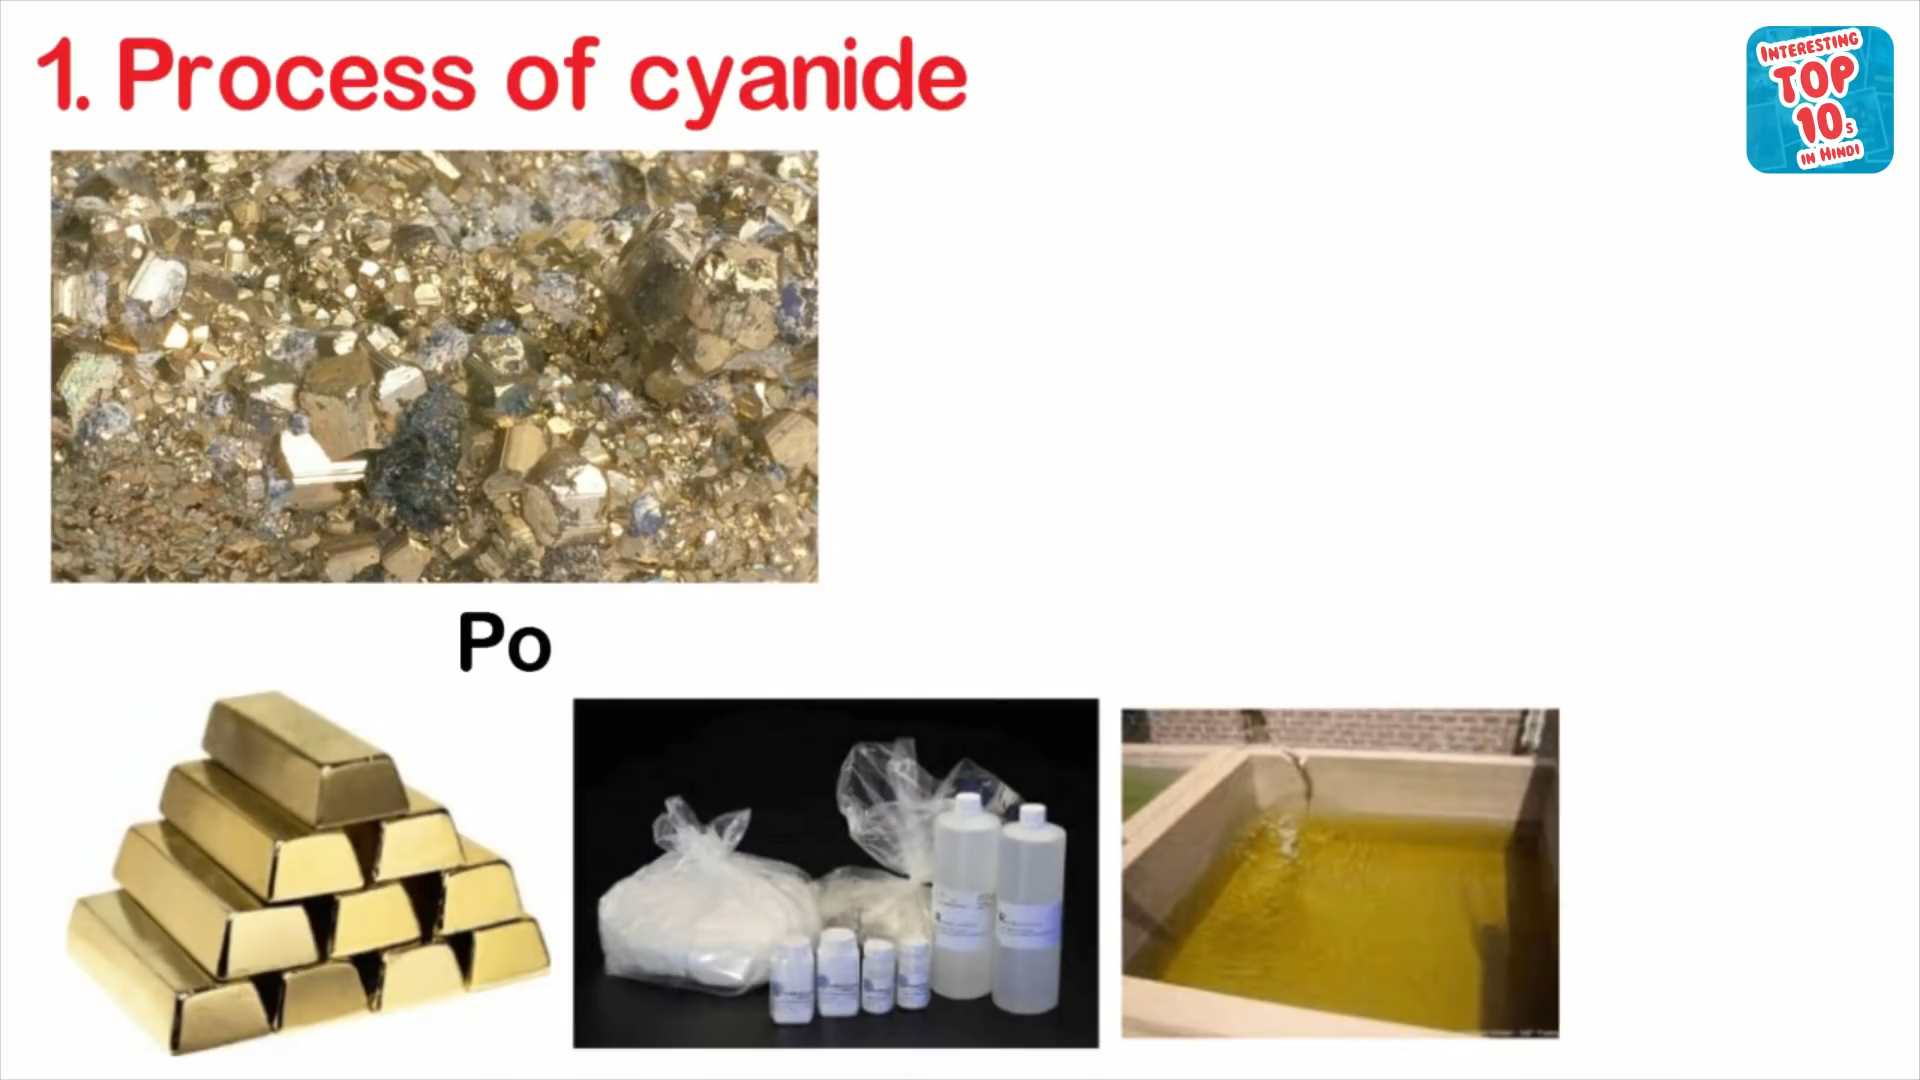 1. Process of cyanide
INTERESTING
TOP
10s
IN HINDI
Po